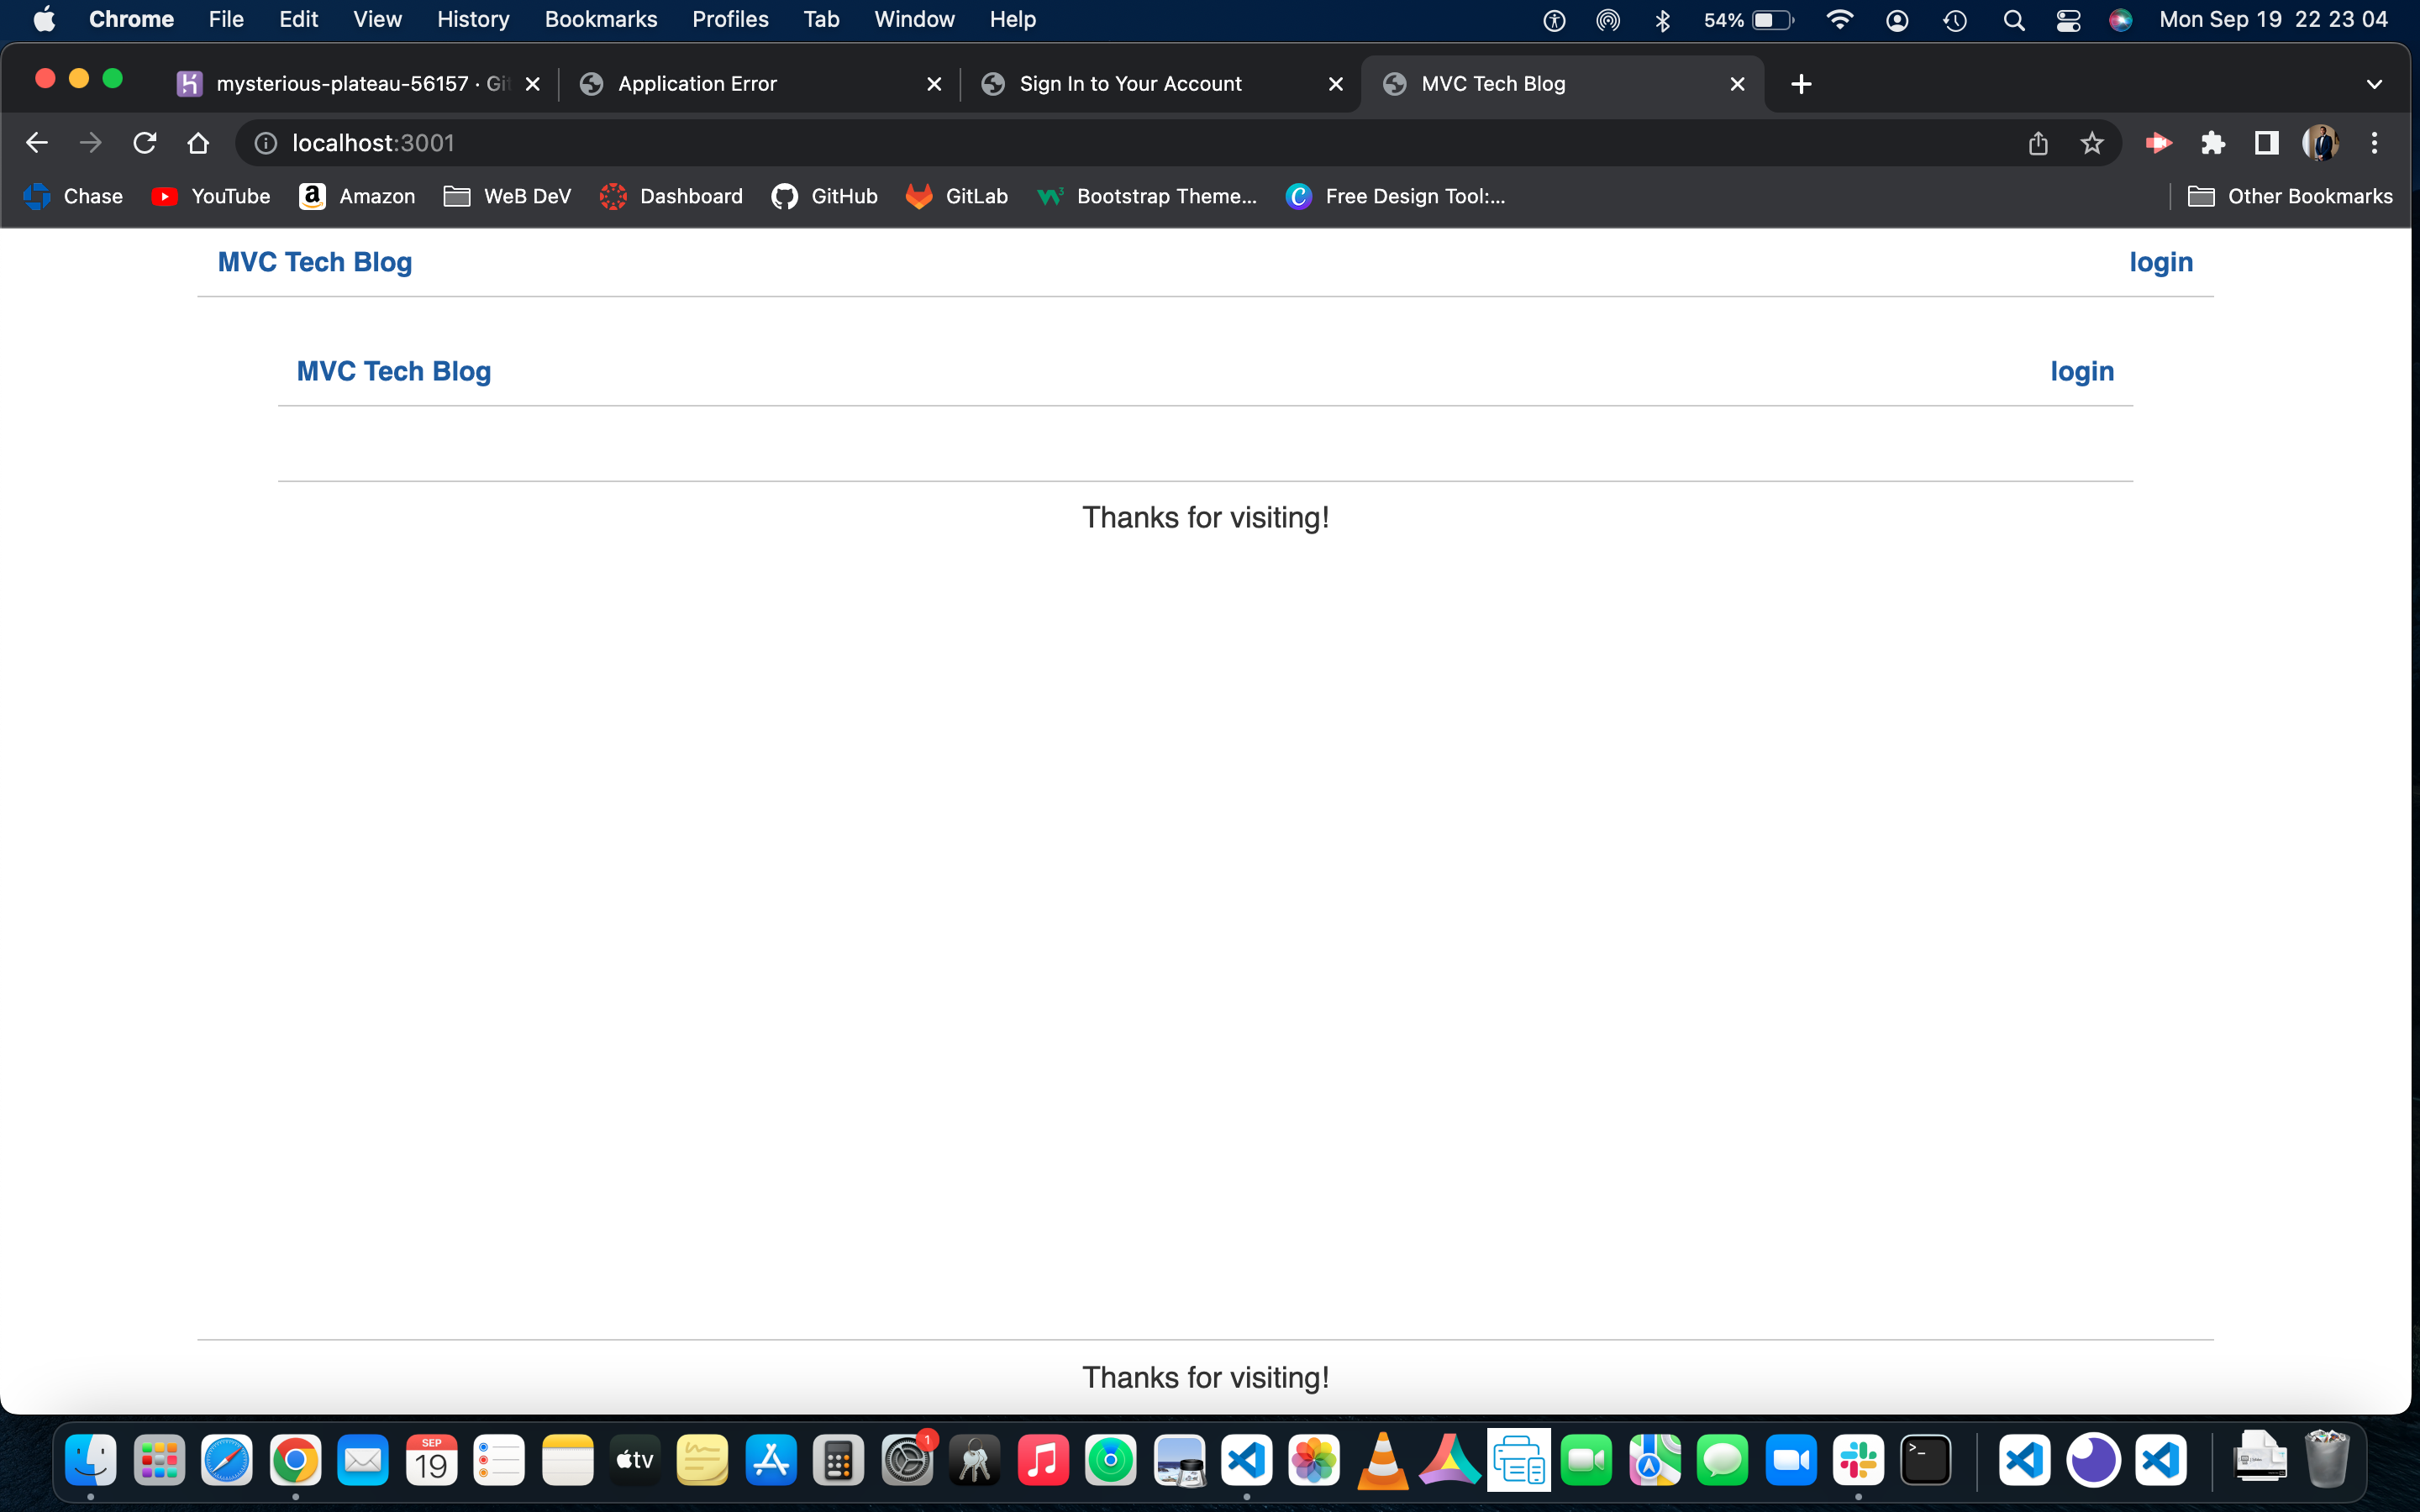 Chrome File Edit View History Bookmarks Profiles Tab Window Help 54% Mon Sep 19 22 23 04
mysterious-plateau-56157 · Gi Application Error Sign In to Your Account MVC Tech Blog
localhost:3001
Chase YouTube Amazon WeB DeV Dashboard GitHub GitLab Bootstrap Theme... Free Design Tool:... Other Bookmarks
MVC Tech Blog login
MVC Tech Blog login
Thanks for visiting!
Thanks for visiting!
SEP
19
tv
1